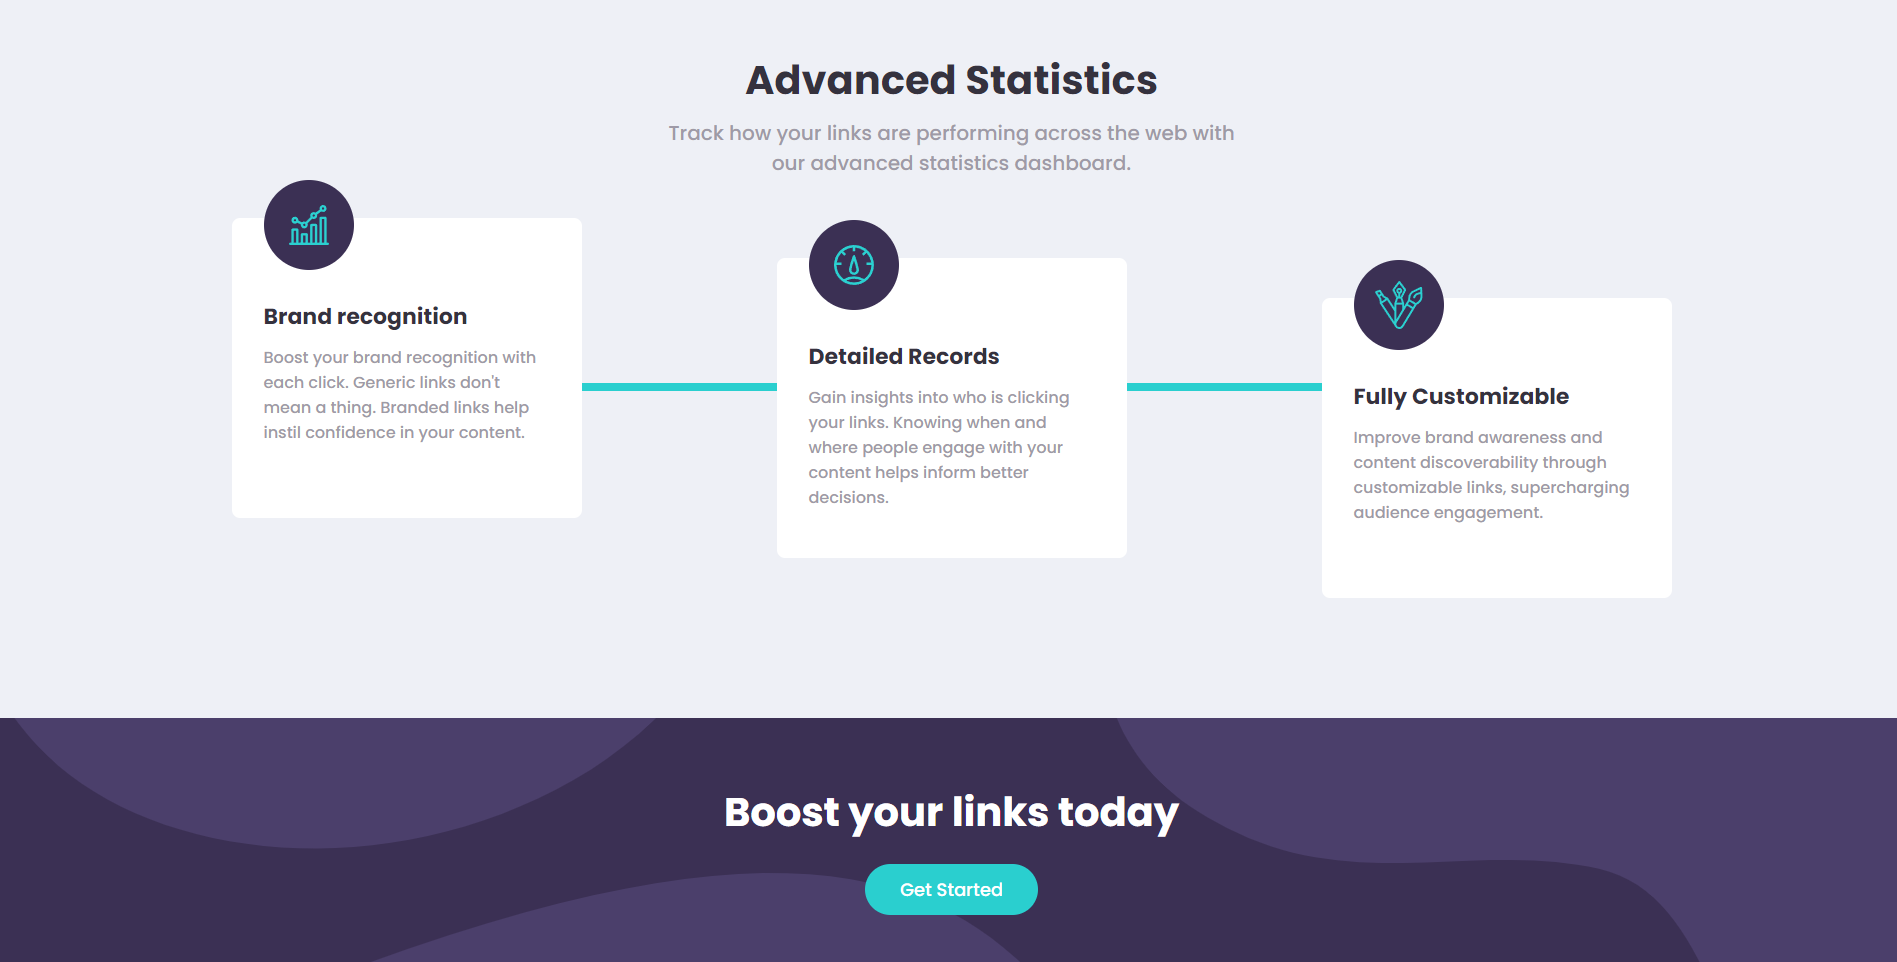 Advanced Statistics
Track how your links are performing across the web with
our advanced statistics dashboard.
Brand recognition
Boost your brand recognition with
each click. Generic links don't
mean a thing. Branded links help
instil confidence in your content.
Detailed Records
Gain insights into who is clicking
your links. Knowing when and
where people engage with your
content helps inform better
decisions.
Fully Customizable
Improve brand awareness and
content discoverability through
customizable links, supercharging
audience engagement.
Boost your links today
Get Started